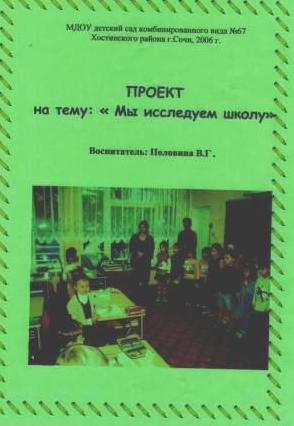 МДОУ детский сад комбинированного вида №67
Хостинского района г.Сочи, 2006 г.
ПРОЕКТ
на тему: « Мы исследуем школу»
Воспитатель: Половина В.Г.